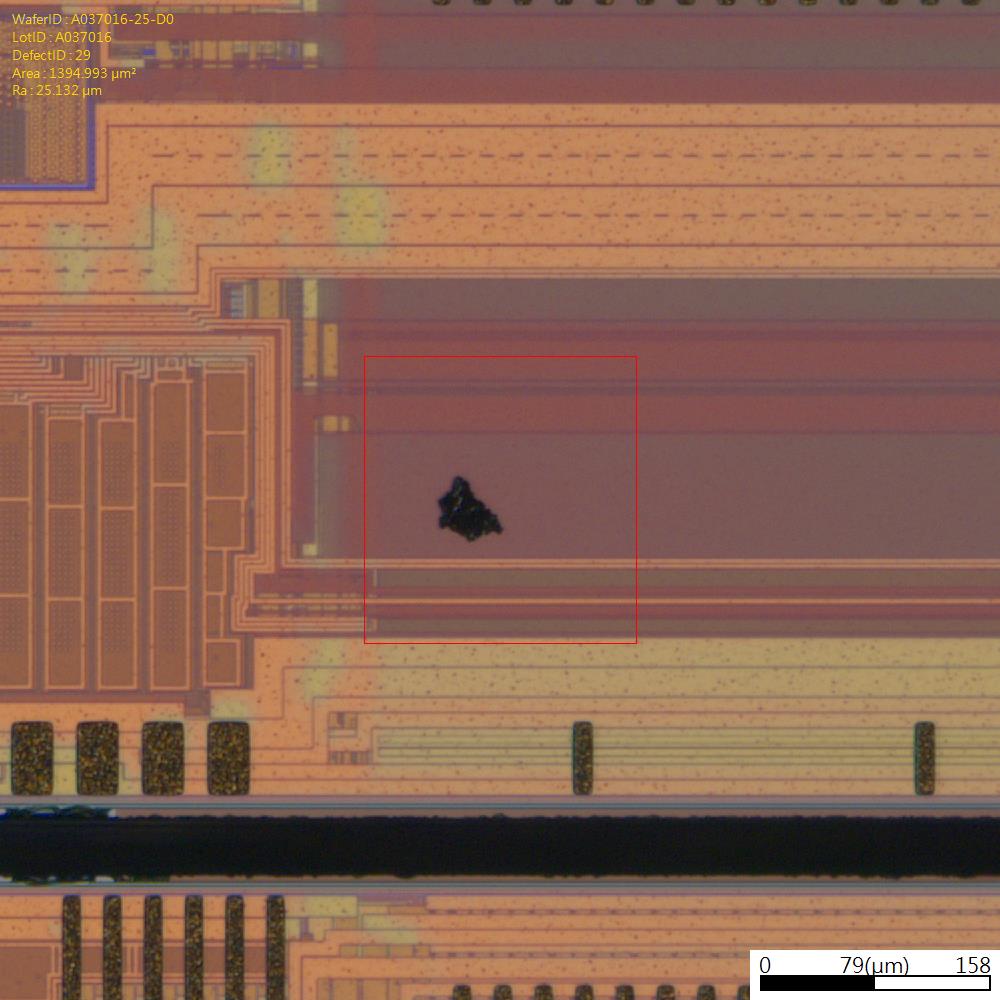 WaferID : A037016-25-D0
LotID : A037016
DefectID : 29
Area : 1394.993 µm²
Ra : 25.132 µm
0 79(µm) 158